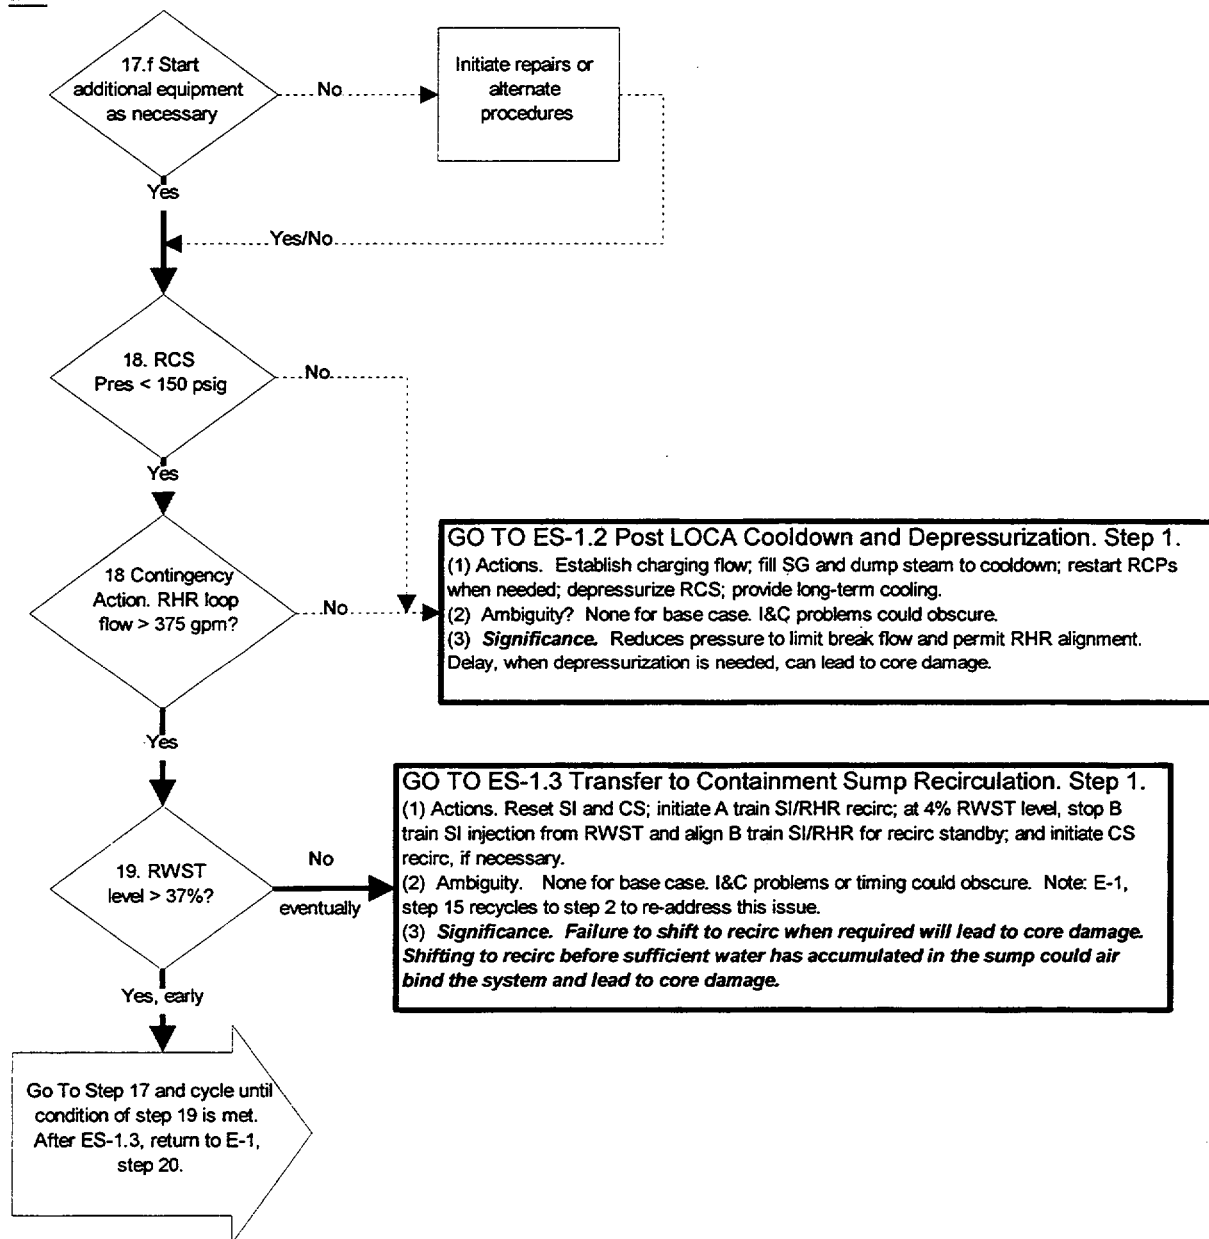 17.f Start
additional equipment
as necessary
No
Initiate repairs or
alternate
procedures
Yes
Yes/No
18. RCS
Pres < 150 psig
No
Yes
18 Contingency
Action. RHR loop
flow > 375 gpm?
No
GO TO ES-1.2 Post LOCA Cooldown and Depressurization. Step 1.
(1) Actions. Establish charging flow; fill SG and dump steam to cooldown; restart RCPs
when needed; depressurize RCS; provide long-term cooling.
(2) Ambiguity? None for base case. I&C problems could obscure.
(3) Significance. Reduces pressure to limit break flow and permit RHR alignment.
Delay, when depressurization is needed, can lead to core damage.
Yes
19. RWST
level > 37%?
No
eventually
GO TO ES-1.3 Transfer to Containment Sump Recirculation. Step 1.
(1) Actions. Reset SI and CS; initiate A train SI/RHR recirc; at 4% RWST level, stop B
train SI injection from RWST and align B train SI/RHR for recirc standby; and initiate CS
recirc, if necessary.
(2) Ambiguity. None for base case. I&C problems or timing could obscure. Note: E-1,
step 15 recycles to step 2 to re-address this issue.
(3) Significance. Failure to shift to recirc when required will lead to core damage.
Shifting to recirc before sufficient water has accumulated in the sump could air
bind the system and lead to core damage.
Yes, early
Go To Step 17 and cycle until
condition of step 19 is met.
After ES-1.3, return to E-1,
step 20.